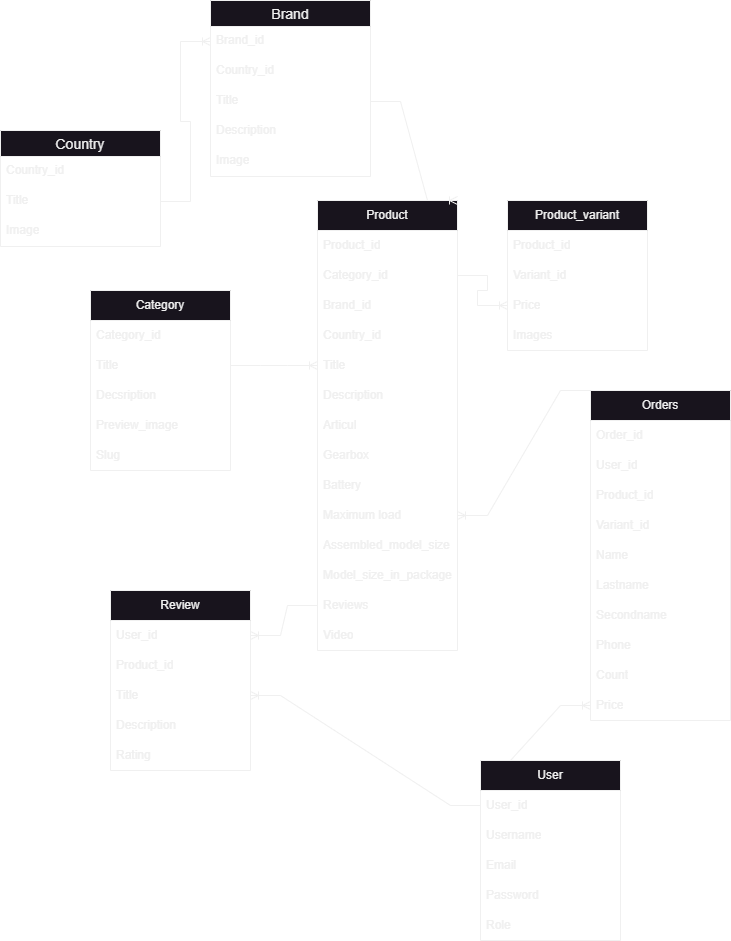 Brand
Brand_id
Country_id
Title
Description
Image
Country
Country_id
Title
Image
Product
Product_id
Category_id
Brand_id
Country_id
Title
Description
Articul
Gearbox
Battery
Maximum load
Assembled_model_size
Model_size_in_package
Reviews
Video
Product_variant
Product_id
Variant_id
Price
Images
Category
Category_id
Title
Decsription
Preview_image
Slug
Orders
Order_id
User_id
Product_id
Variant_id
Name
Lastname
Secondname
Phone
Count
Price
Review
User_id
Product_id
Title
Description
Rating
User
User_id
Username
Email
Password
Role